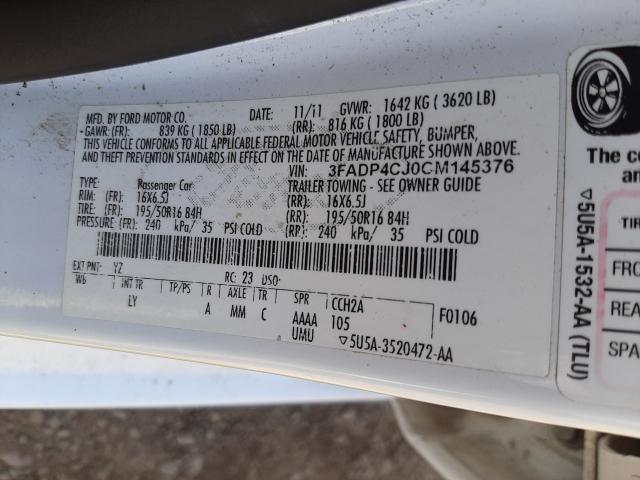 MFD. BY FORD MOTOR CO. DATE: 11/11 GVWR: 1642 KG ( 3620 LB)
GAWR: (FR): 839 KG ( 1850 LB) (RR): 816 KG ( 1800 LB)
THIS VEHICLE CONFORMS TO ALL APPLICABLE FEDERAL MOTOR VEHICLE SAFETY, BUMPER,
AND THEFT PREVENTION STANDARDS IN EFFECT ON THE DATE OF MANUFACTURE SHOWN ABOVE.
VIN: 3FADP4CJ0CM145376
TYPE: Passenger Car TRAILER TOWING - SEE OWNER GUIDE
RIM: (FR): 16X6.5J (RR): 16X6.5J
TIRE: (FR): 195/50R16 84H (RR): 195/50R16 84H
PRESSURE: (FR): 240 kPa/ 35 PSI COLD (RR): 240 kPa/ 35 PSI COLD
EXT PNT: YZ RC: 23 DSO:
WB INT TR TP/PS R AXLE TR SPR CCH2A F0106
LY A MM C AAAA 105
UMU ▽5U5A-3520472-AA
The co
and an
TIR
FRO
REA
SPA
▽5U5A-1532-AA (TLU)